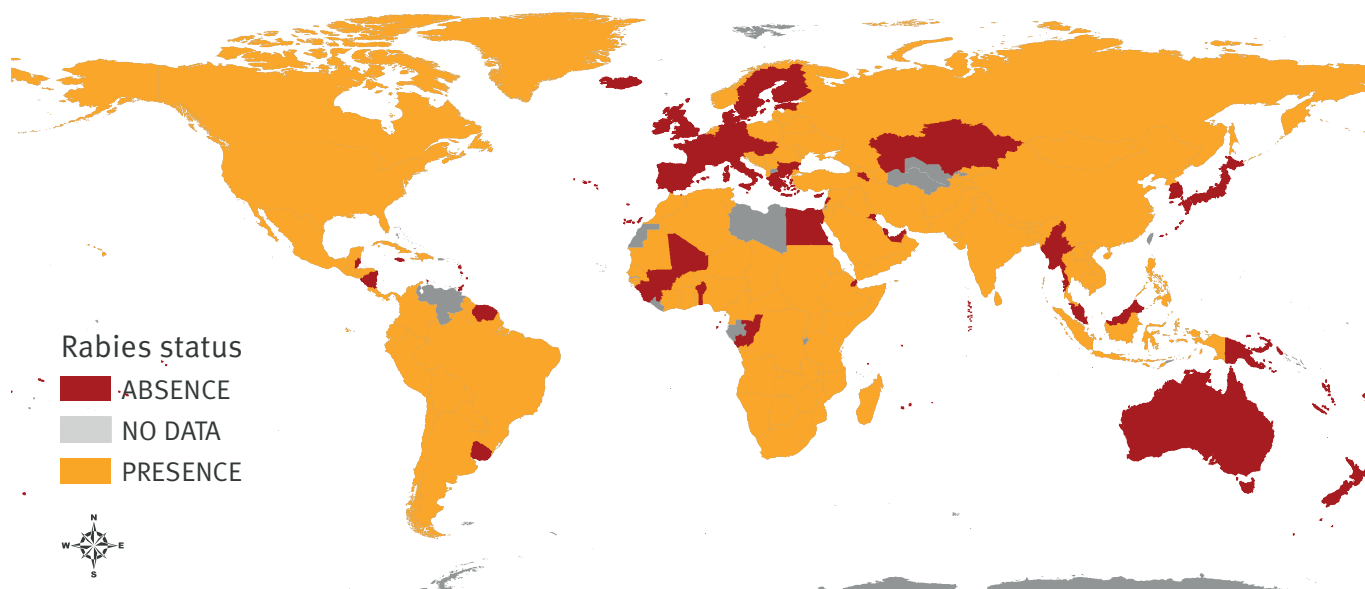 Rabies status
ABSENCE
NO DATA
PRESENCE
N
W E
S